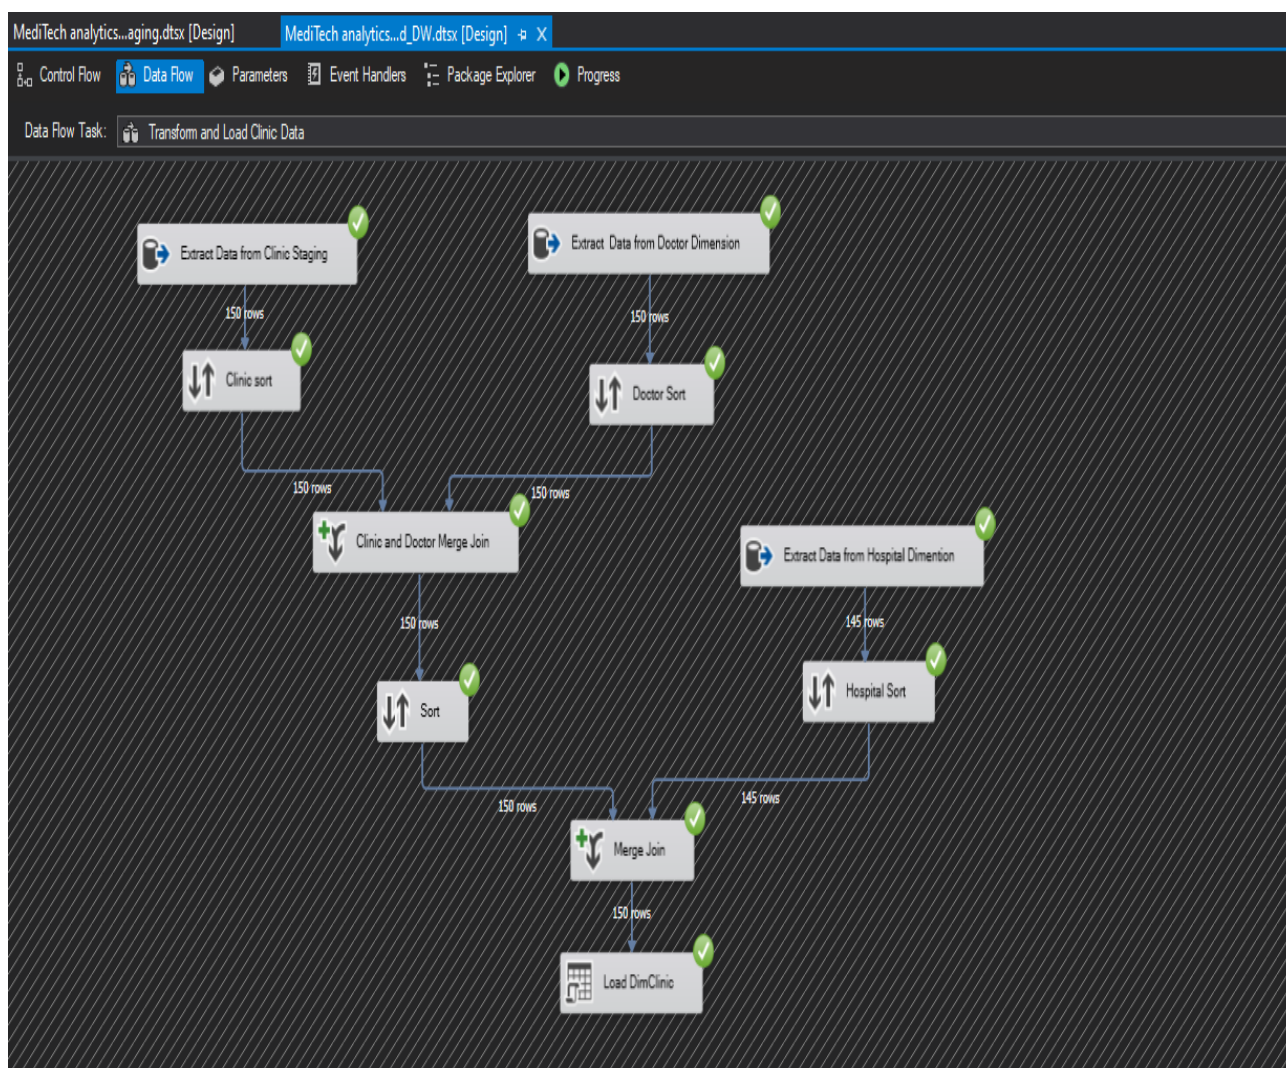 MediTech analytics...aging.dtsx [Design]
MediTech analytics...d_DW.dtsx [Design]
Control Flow
Data Flow
Parameters
Event Handlers
Package Explorer
Progress
Data Flow Task:
Transform and Load Clinic Data
Extract Data from Clinic Staging
Extract Data from Doctor Dimension
150 rows
150 rows
Clinic sort
Doctor Sort
150 rows
150 rows
Clinic and Doctor Merge Join
Extract Data from Hospital Dimention
150 rows
145 rows
Sort
Hospital Sort
150 rows
145 rows
Merge Join
150 rows
Load DimClinic